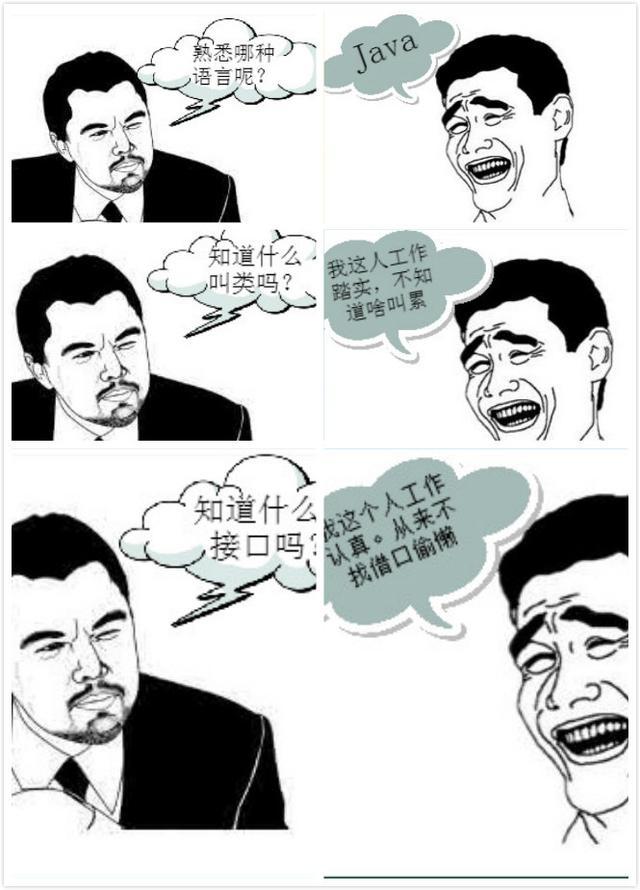 熟悉哪种
语言呢？
Java
知道什么
叫类吗？
我这人工作
踏实，不知
道啥叫累
知道什么
接口吗？
我这个人工作
认真。从来不
找借口偷懒